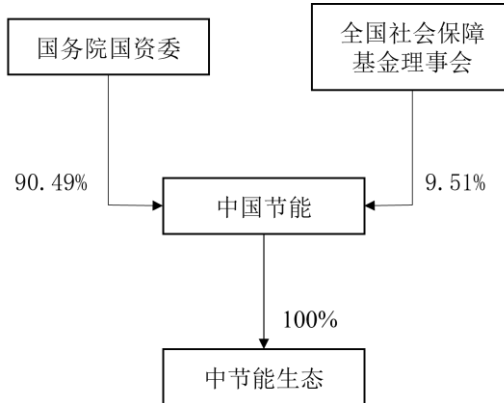 国务院国资委
全国社会保障
基金理事会
90.49%
9.51%
中国节能
100%
中节能生态